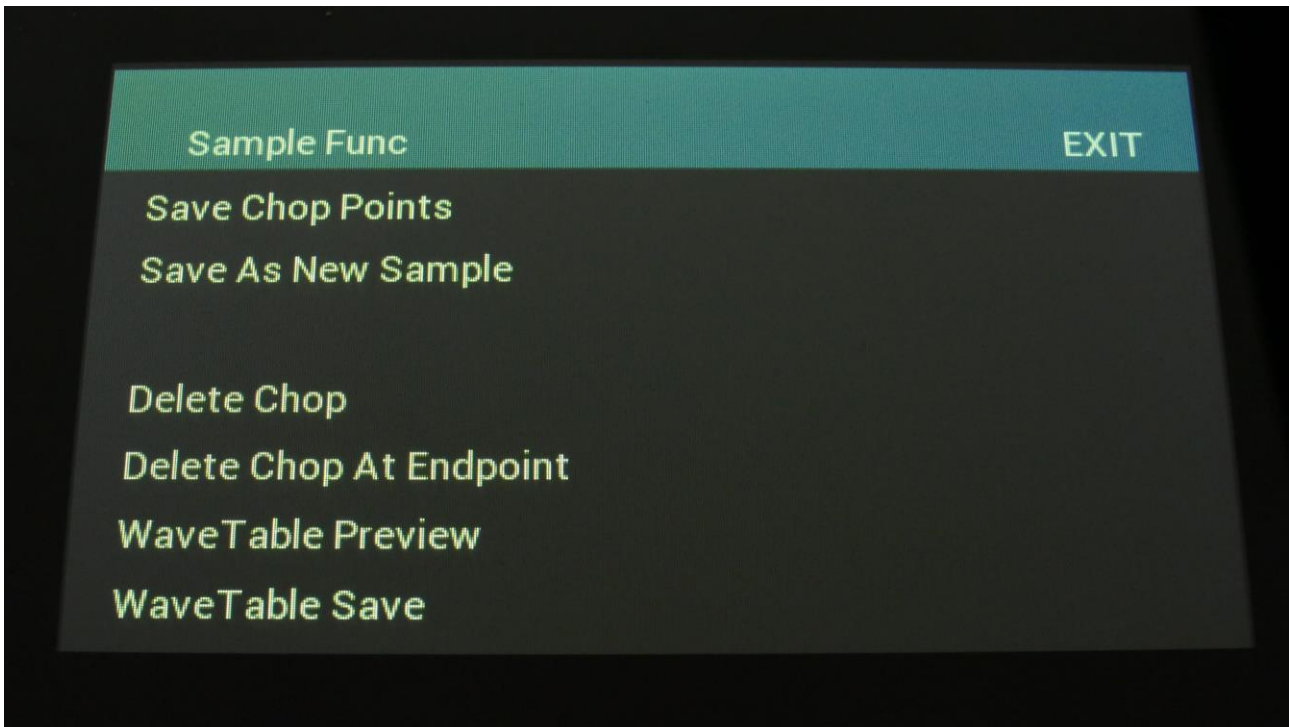 Sample Func EXIT
Save Chop Points
Save As New Sample
Delete Chop
Delete Chop At Endpoint
WaveTable Preview
WaveTable Save